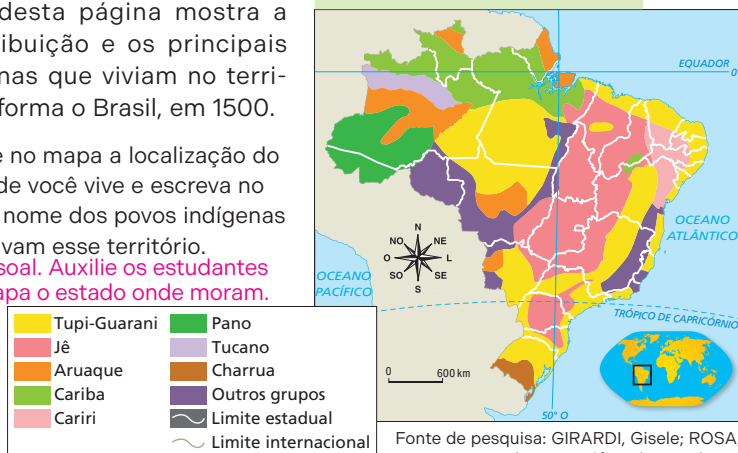 desta página mostra a
ibuição e os principais
nas que viviam no terri-
forma o Brasil, em 1500.
e no mapa a localização do
de você vive e escreva no
nome dos povos indígenas
vam esse território.
soal. Auxilie os estudantes
apa o estado onde moram.
EQUADOR
0°
OCEANO
ATLÂNTICO
OCEANO
PACÍFICO
N
NO
NE
O
L
SO
SE
S
TRÓPICO DE CAPRICÓRNIO
0
600 km
50° O
Tupi-Guarani
Jê
Aruaque
Cariba
Cariri
Pano
Tucano
Charrua
Outros grupos
Limite estadual
Limite internacional
Fonte de pesquisa: GIRARDI, Gisele; ROSA,